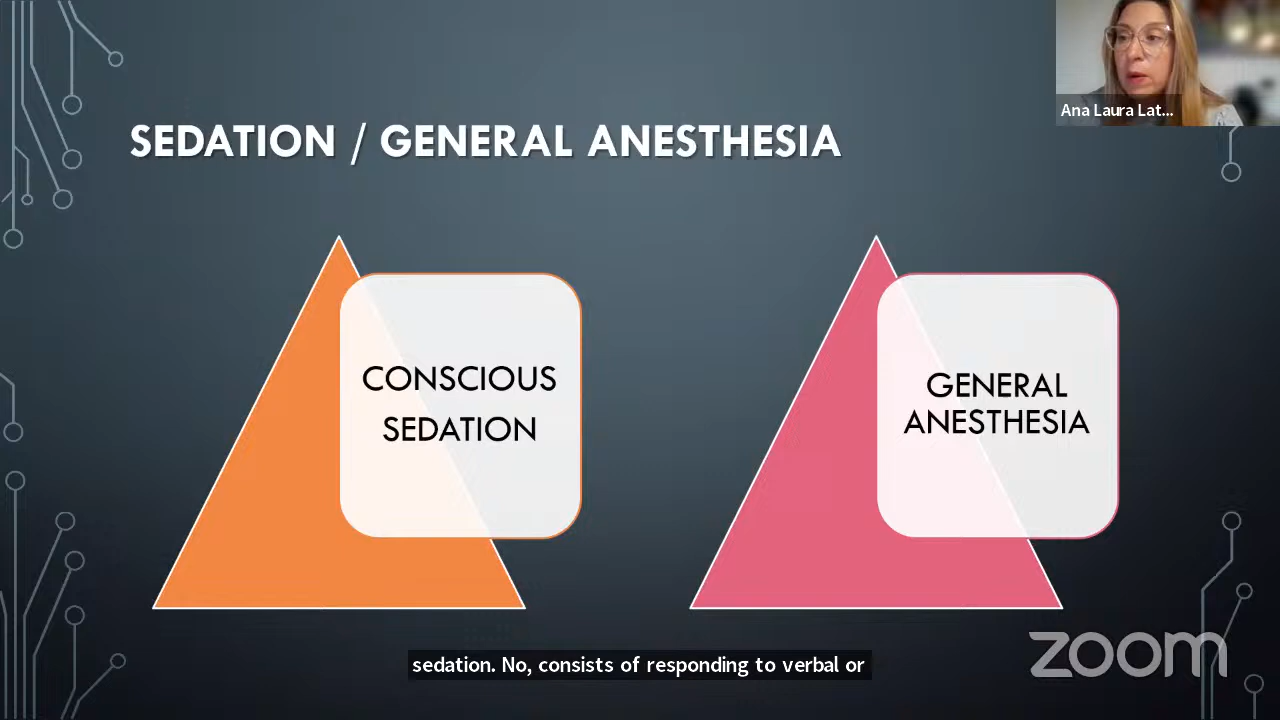 Ana Laura Lat...
SEDATION / GENERAL ANESTHESIA
CONSCIOUS
SEDATION
GENERAL
ANESTHESIA
zoom
sedation. No, consists of responding to verbal or